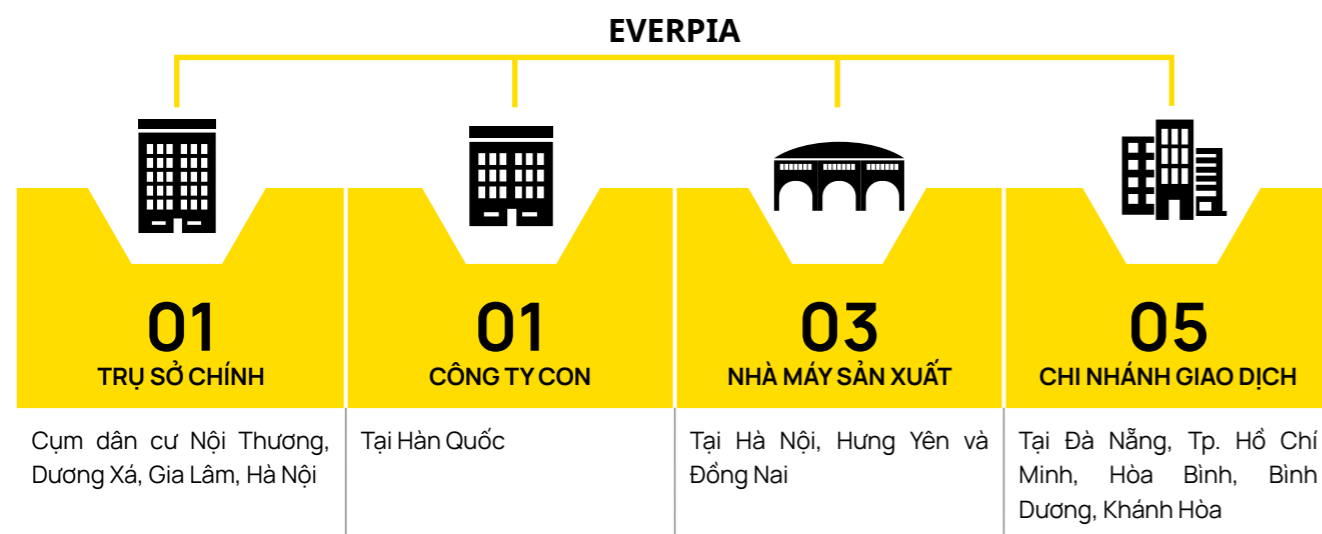 EVERPIA
01
TRỤ SỞ CHÍNH
Cụm dân cư Nội Thương,
Dương Xá, Gia Lâm, Hà Nội
01
CÔNG TY CON
Tại Hàn Quốc
03
NHÀ MÁY SẢN XUẤT
Tại Hà Nội, Hưng Yên và
Đồng Nai
05
CHI NHÁNH GIAO DỊCH
Tại Đà Nẵng, Tp. Hồ Chí
Minh, Hòa Bình, Bình
Dương, Khánh Hòa